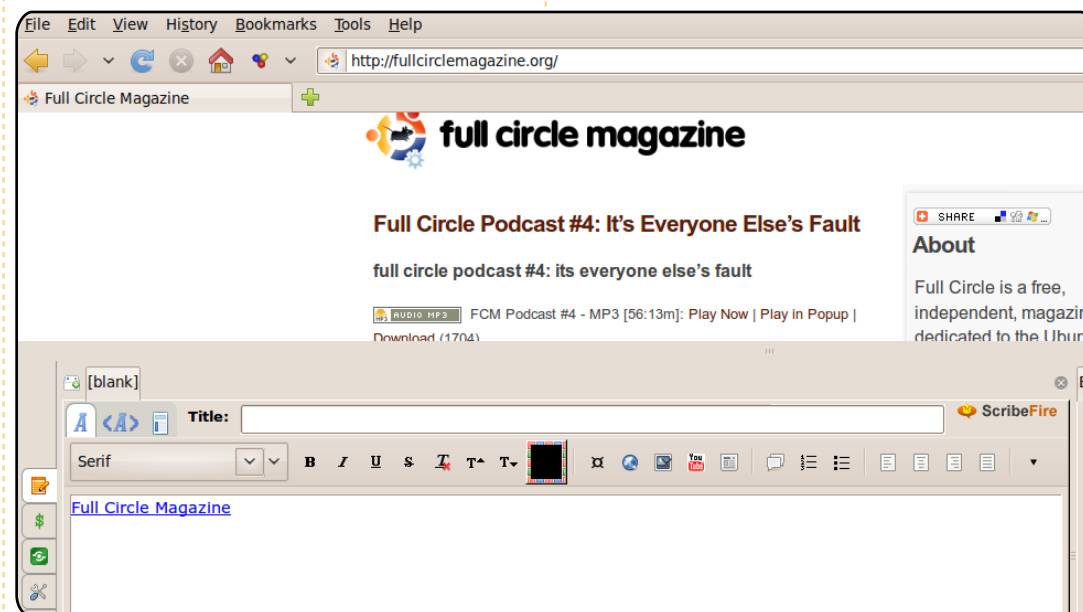 File Edit View History Bookmarks Tools Help
http://fullcirclemagazine.org/
Full Circle Magazine
full circle magazine
Full Circle Podcast #4: It's Everyone Else's Fault
full circle podcast #4: its everyone else's fault
AUDIO MP3 FCM Podcast #4 - MP3 [56:13m]: Play Now | Play in Popup |
Download (1704)
SHARE ...
About
Full Circle is a free,
independent, magazin
dedicated to the Ubun
[blank]
Title:
ScribeFire
Serif B I U S T T T You Tube
Full Circle Magazine